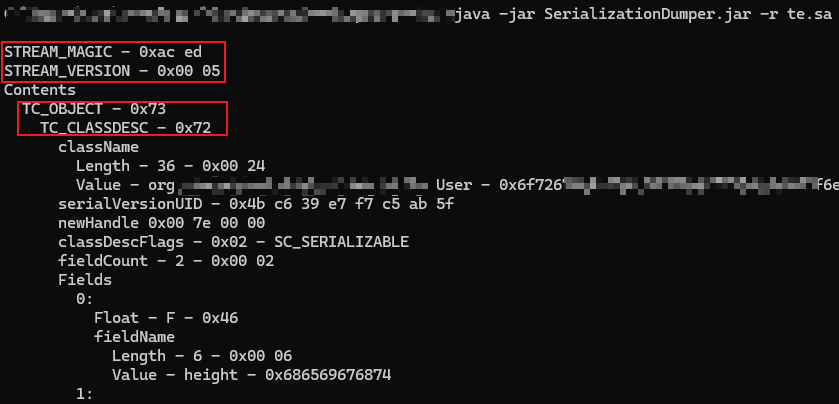 java -jar SerializationDumper.jar -r te.sa
STREAM_MAGIC - 0xac ed
STREAM_VERSION - 0x00 05
Contents
TC_OBJECT - 0x73
TC_CLASSDESC - 0x72
className
Length - 36 - 0x00 24
Value - org User - 0x6f726 f6e
serialVersionUID - 0x4b c6 39 e7 f7 c5 ab 5f
newHandle 0x00 7e 00 00
classDescFlags - 0x02 - SC_SERIALIZABLE
fieldCount - 2 - 0x00 02
Fields
0:
Float - F - 0x46
fieldName
Length - 6 - 0x00 06
Value - height - 0x686569676874
1: